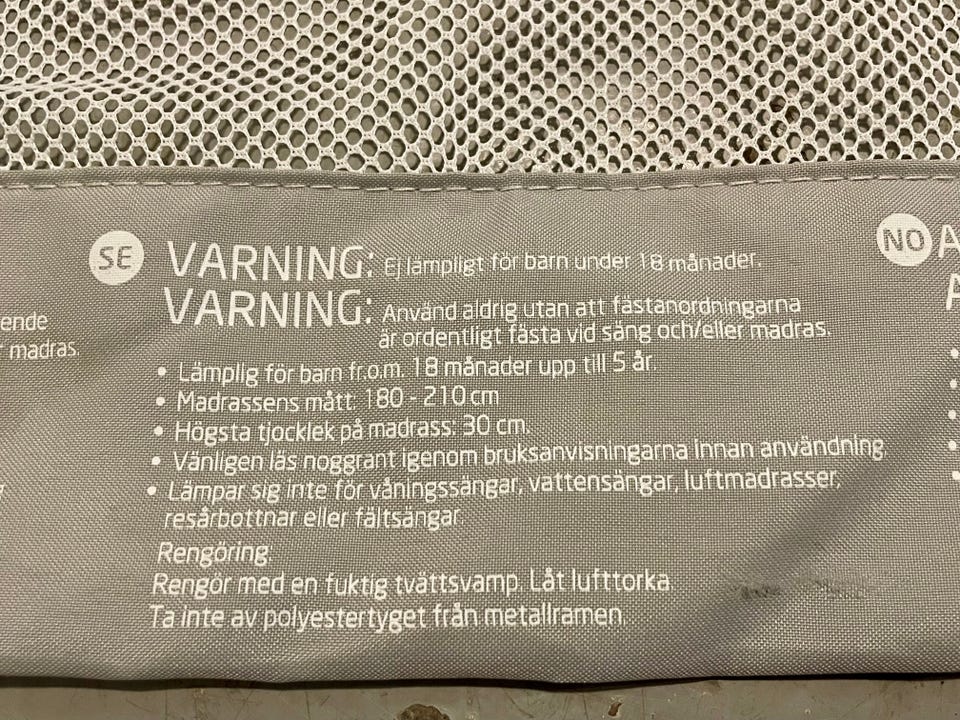 SE VARNING: Ej lämpligt för barn under 18 månader.
VARNING: Använd aldrig utan att fästanordningarna
är ordentligt fästa vid säng och/eller madras.
• Lämplig för barn fr.o.m. 18 månader upp till 5 år.
• Madrassens mått: 180 - 210 cm
• Högsta tjocklek på madrass: 30 cm.
• Vänligen läs noggrant igenom bruksanvisningarna innan användning.
• Lämpar sig inte för våningssängar, vattensängar, luftmadrasser,
resårbottnar eller fältsängar.
Rengöring:
Rengör med en fuktig tvättsvamp. Låt lufttorka.
Ta inte av polyestertyget från metallramen.
ende
madras.
NO A
A